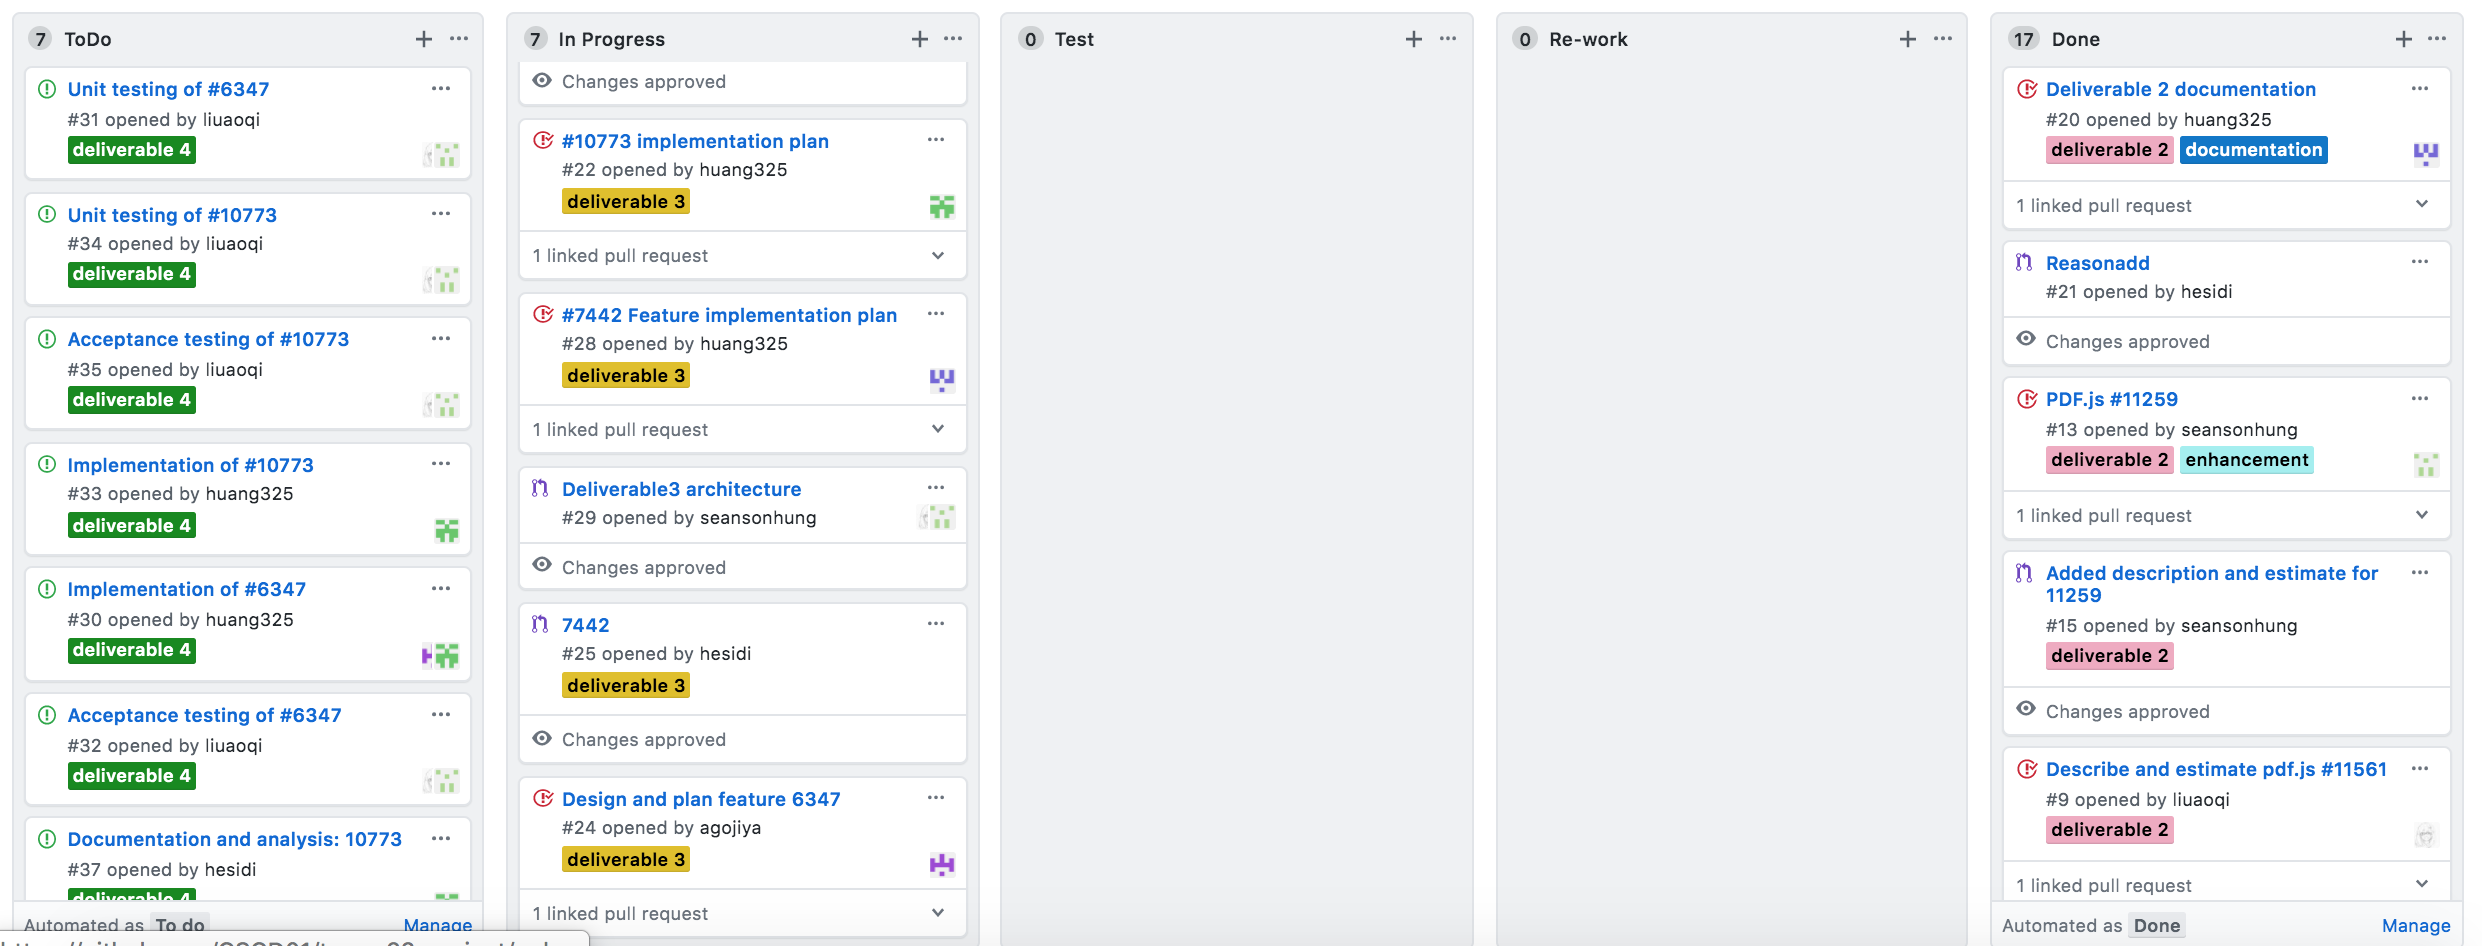 7 ToDo
Unit testing of #6347
#31 opened by liuaoqi
deliverable 4
Unit testing of #10773
#34 opened by liuaoqi
deliverable 4
Acceptance testing of #10773
#35 opened by liuaoqi
deliverable 4
Implementation of #10773
#33 opened by huang325
deliverable 4
Implementation of #6347
#30 opened by huang325
deliverable 4
Acceptance testing of #6347
#32 opened by liuaoqi
deliverable 4
Documentation and analysis: 10773
#37 opened by hesidi
deliverable 4
Automated as To do Manage
7 In Progress
Changes approved
#10773 implementation plan
#22 opened by huang325
deliverable 3
1 linked pull request
#7442 Feature implementation plan
#28 opened by huang325
deliverable 3
1 linked pull request
Deliverable3 architecture
#29 opened by seansonhung
Changes approved
7442
#25 opened by hesidi
deliverable 3
Changes approved
Design and plan feature 6347
#24 opened by agojiya
deliverable 3
1 linked pull request
0 Test
0 Re-work
17 Done
Deliverable 2 documentation
#20 opened by huang325
deliverable 2 documentation
1 linked pull request
Reasonadd
#21 opened by hesidi
Changes approved
PDF.js #11259
#13 opened by seansonhung
deliverable 2 enhancement
1 linked pull request
Added description and estimate for
11259
#15 opened by seansonhung
deliverable 2
Changes approved
Describe and estimate pdf.js #11561
#9 opened by liuaoqi
deliverable 2
1 linked pull request
Automated as Done Manage